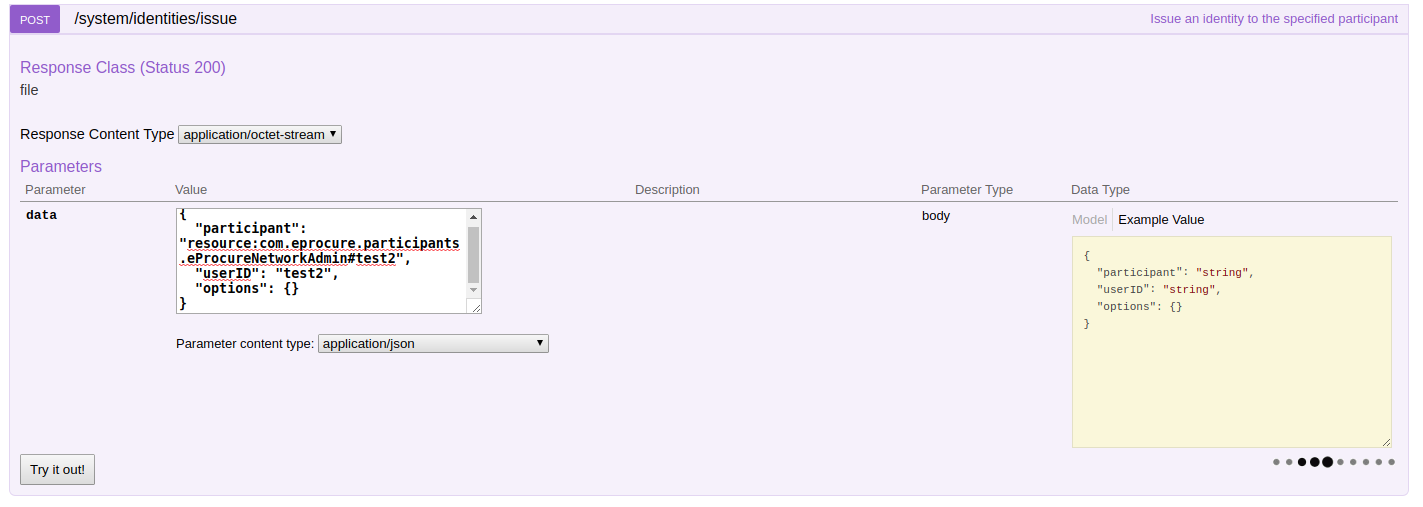 POST /system/identities/issue Issue an identity to the specified participant
Response Class (Status 200)
file
Response Content Type application/octet-stream
Parameters
Parameter Value Description Parameter Type Data Type
data
{
"participant":
"resource:com.eprocure.participants
.eProcureNetworkAdmin#test2",
"userID": "test2",
"options": {}
}
Parameter content type: application/json
body
Model Example Value
{
"participant": "string",
"userID": "string",
"options": {}
}
Try it out!